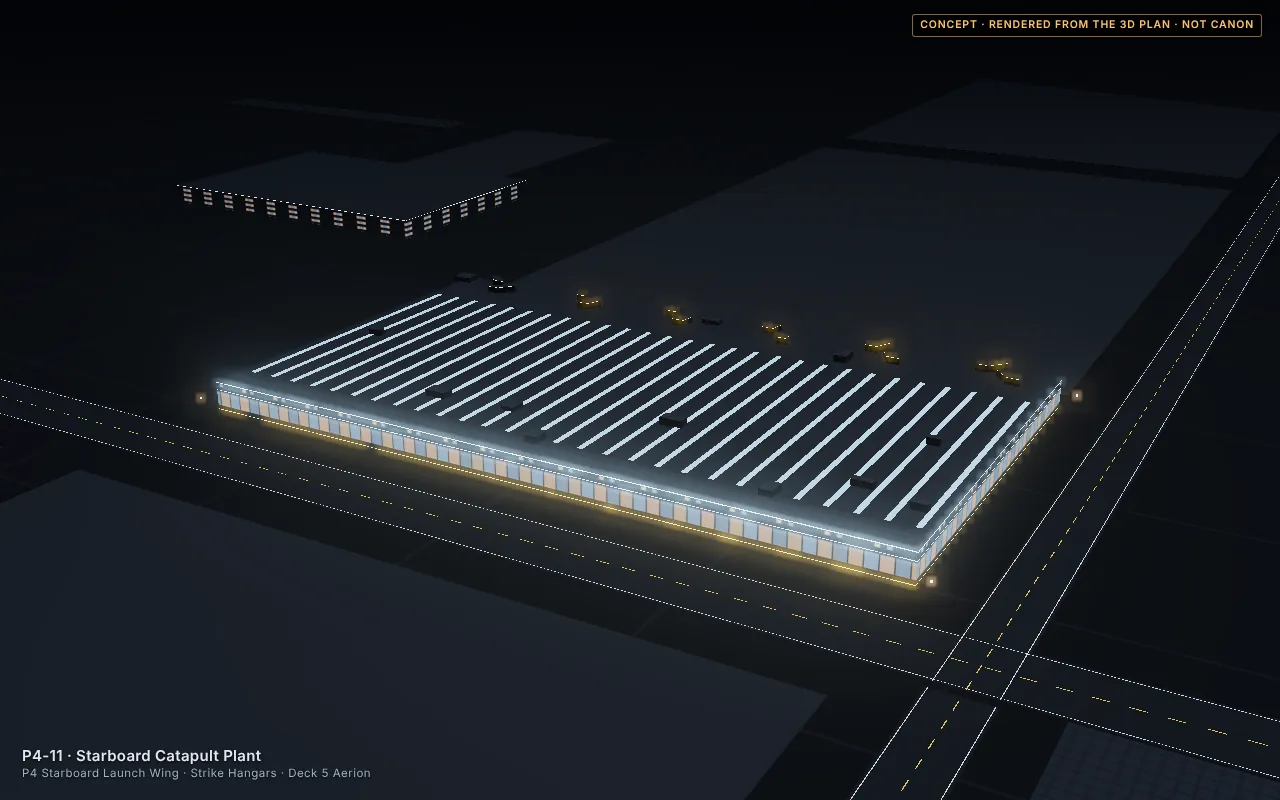 CONCEPT · RENDERED FROM THE 3D PLAN · NOT CANON
P4-11 · Starboard Catapult Plant
P4 Starboard Launch Wing · Strike Hangars · Deck 5 Aerion